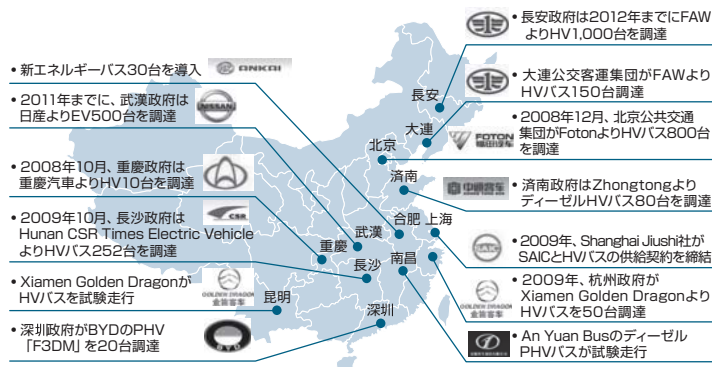 • 新エネルギーバス30台を導入
ANKAI
• 2011年までに、武漢政府は
日産よりEV500台を調達
NISSAN
• 2008年10月、重慶政府は
重慶汽車よりHV10台を調達
• 2009年10月、長沙政府は
Hunan CSR Times Electric Vehicle
よりHVバス252台を調達
CSR
• Xiamen Golden Dragonが
HVバスを試験走行
GOLDEN DRAGON
金旅客车
• 深圳政府がBYDのPHV
「F3DM」を20台調達
BYD
長安
大連
北京
済南
合肥
上海
武漢
重慶
南昌
長沙
昆明
深圳
• 長安政府は2012年までにFAW
よりHV1,000台を調達
• 大連公交客運集団がFAWより
HVバス150台調達
• 2008年12月、北京公共交通
集団がFotonよりHVバス800台
を調達
FOTON
福田汽车
• 済南政府はZhongtongより
ディーゼルHVバス80台を調達
中通客车
• 2009年、Shanghai Jiushi社が
SAICとHVバスの供給契約を締結
SAIC
• 2009年、杭州政府が
Xiamen Golden Dragonより
HVバスを50台調達
GOLDEN DRAGON
金旅客车
• An Yuan Busのディーゼル
PHVバスが試験走行